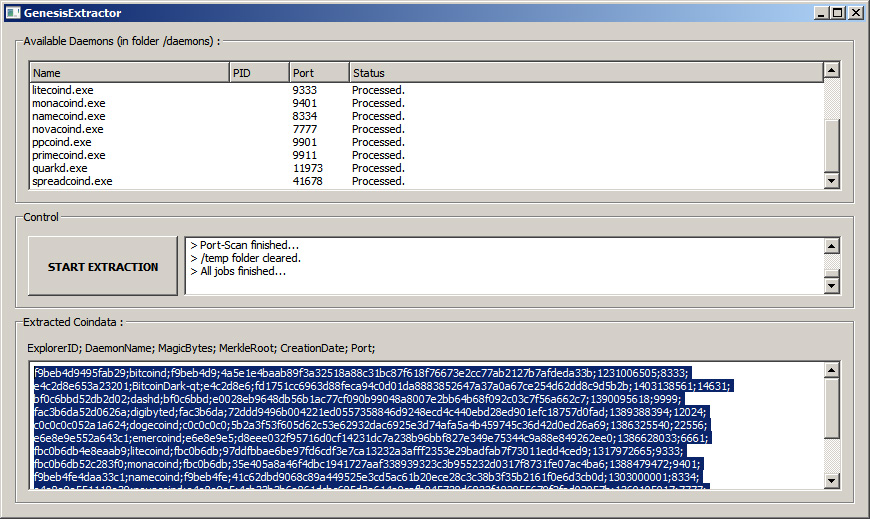 GenesisExtractor
Available Daemons (in folder /daemons) :
Name PID Port Status
litecoind.exe 9333 Processed.
monacoind.exe 9401 Processed.
namecoind.exe 8334 Processed.
novacoind.exe 7777 Processed.
ppcoind.exe 9901 Processed.
primecoind.exe 9911 Processed.
quarkd.exe 11973 Processed.
spreadcoind.exe 41678 Processed.
Control
START EXTRACTION
> Port-Scan finished...
> /temp folder cleared.
> All jobs finished...
Extracted Coindata :
ExplorerID; DaemonName; MagicBytes; MerkleRoot; CreationDate; Port;
f9beb4d9495fab29;bitcoind;f9beb4d9;4a5e1e4baab89f3a32518a88c31bc87f618f76673e2cc77ab2127b7afdeda33b;1231006505;8333;
e4c2d8e653a23201;BitcoinDark-qt;e4c2d8e6;fd1751cc6963d88feca94c0d01da8883852647a37a0a67ce254d62dd8c9d5b2b;1403138561;14631;
bf0c6bbd52db2b02;dashd;bf0c6bbd;e0028eb9648db56b1ac77cf090b99048a8007e2bb64b68f092c03c7f56a662c7;1390095618;9999;
fac3b6da52d0626a;digibyted;fac3b6da;72ddd9496b004221ed0557358846d9248ecd4c440ebd28ed901efc18757d0fad;1389388394;12024;
c0c0c0c052a1a624;dogecoind;c0c0c0c0;5b2a3f53f605d62c53e62932dac6925e3d74afa5a4b459745c36d42d0ed26a69;1386325540;22556;
e6e8e9e552a643c1;emercoind;e6e8e9e5;d8eee032f95716d0cf14231dc7a238b96bbf827e349e75344c9a88e849262ee0;1386628033;6661;
fbc0b6db4e8eaab9;litecoind;fbc0b6db;97ddfbbae6be97fd6cdf3e7ca13232a3afff2353e29badfab7f73011edd4ced9;1317972665;9333;
fbc0b6db52c283f0;monacoind;fbc0b6db;35e405a8a46f4dbc1941727aaf338939323c3b955232d0317f8731fe07ac4ba6;1388479472;9401;
f9beb4fe4daa33c1;namecoind;f9beb4fe;41c62dbd9068c89a449525e3cd5ac61b20ece28c3c38b3f35b2161f0e6d3cb0d;1303000001;8334;